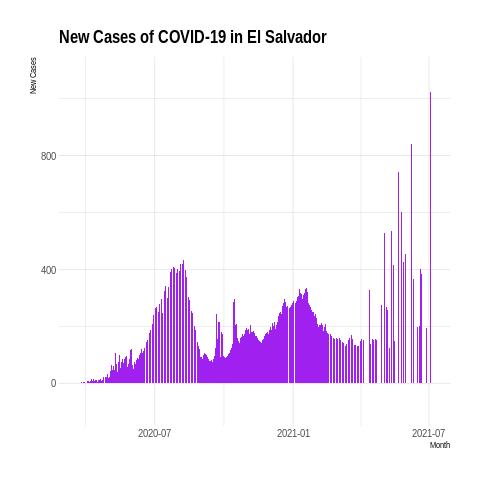 New Cases of COVID-19 in El Salvador
New Cases
800
400
0
2020-07
2021-01
2021-07
Month